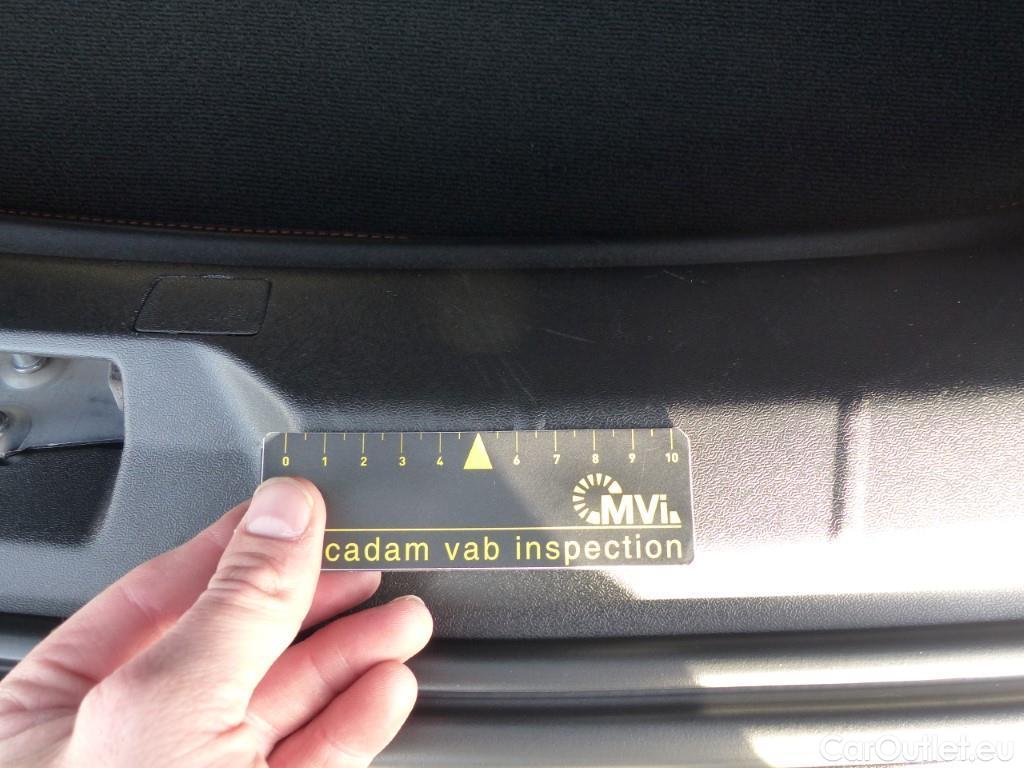 0 1 2 3 4 6 7 8 9 10
MVi
cadam vab inspection
CarOutlet.eu